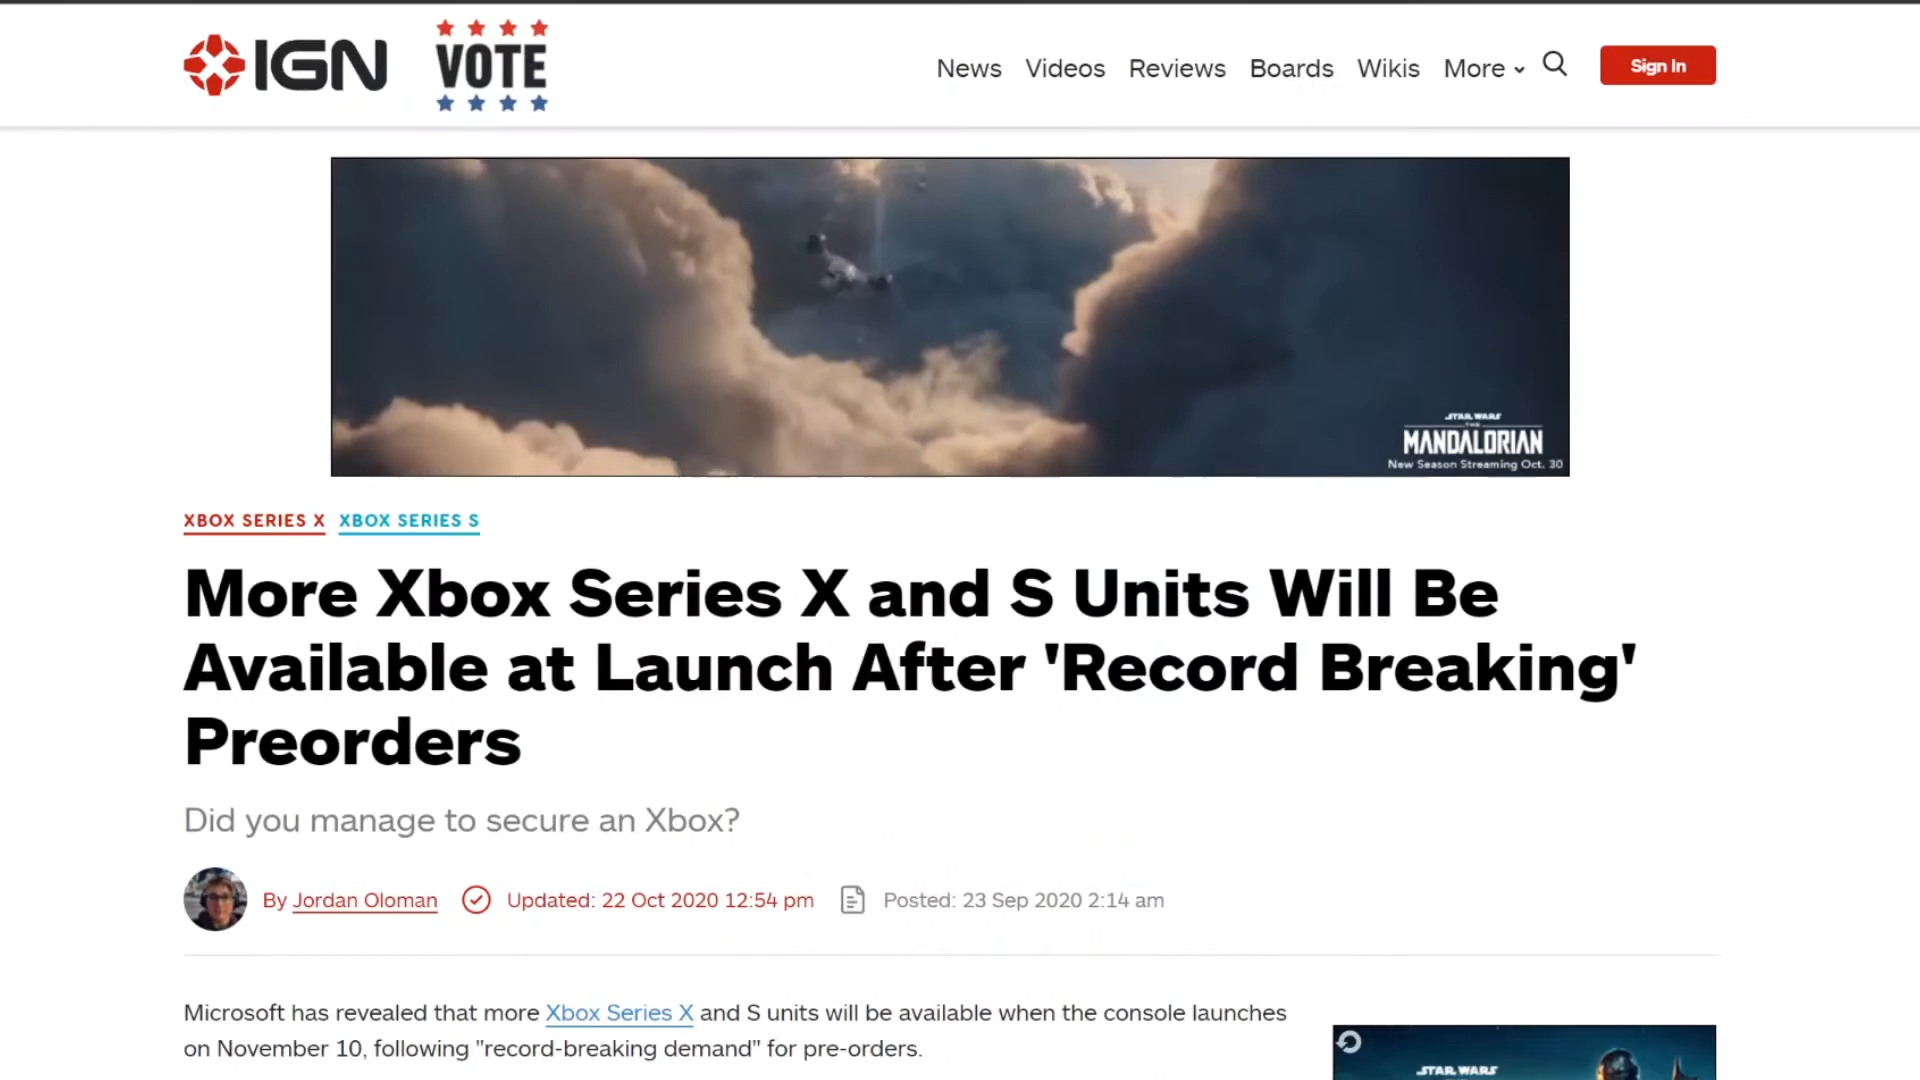 IGN
VOTE
News Videos Reviews Boards Wikis More
Sign In
STAR WARS
THE
MANDALORIAN
New Season Streaming Oct. 30
XBOX SERIES X XBOX SERIES S
More Xbox Series X and S Units Will Be
Available at Launch After 'Record Breaking'
Preorders
Did you manage to secure an Xbox?
By Jordan Oloman Updated: 22 Oct 2020 12:54 pm Posted: 23 Sep 2020 2:14 am
Microsoft has revealed that more Xbox Series X and S units will be available when the console launches
on November 10, following "record-breaking demand" for pre-orders.
STAR WARS